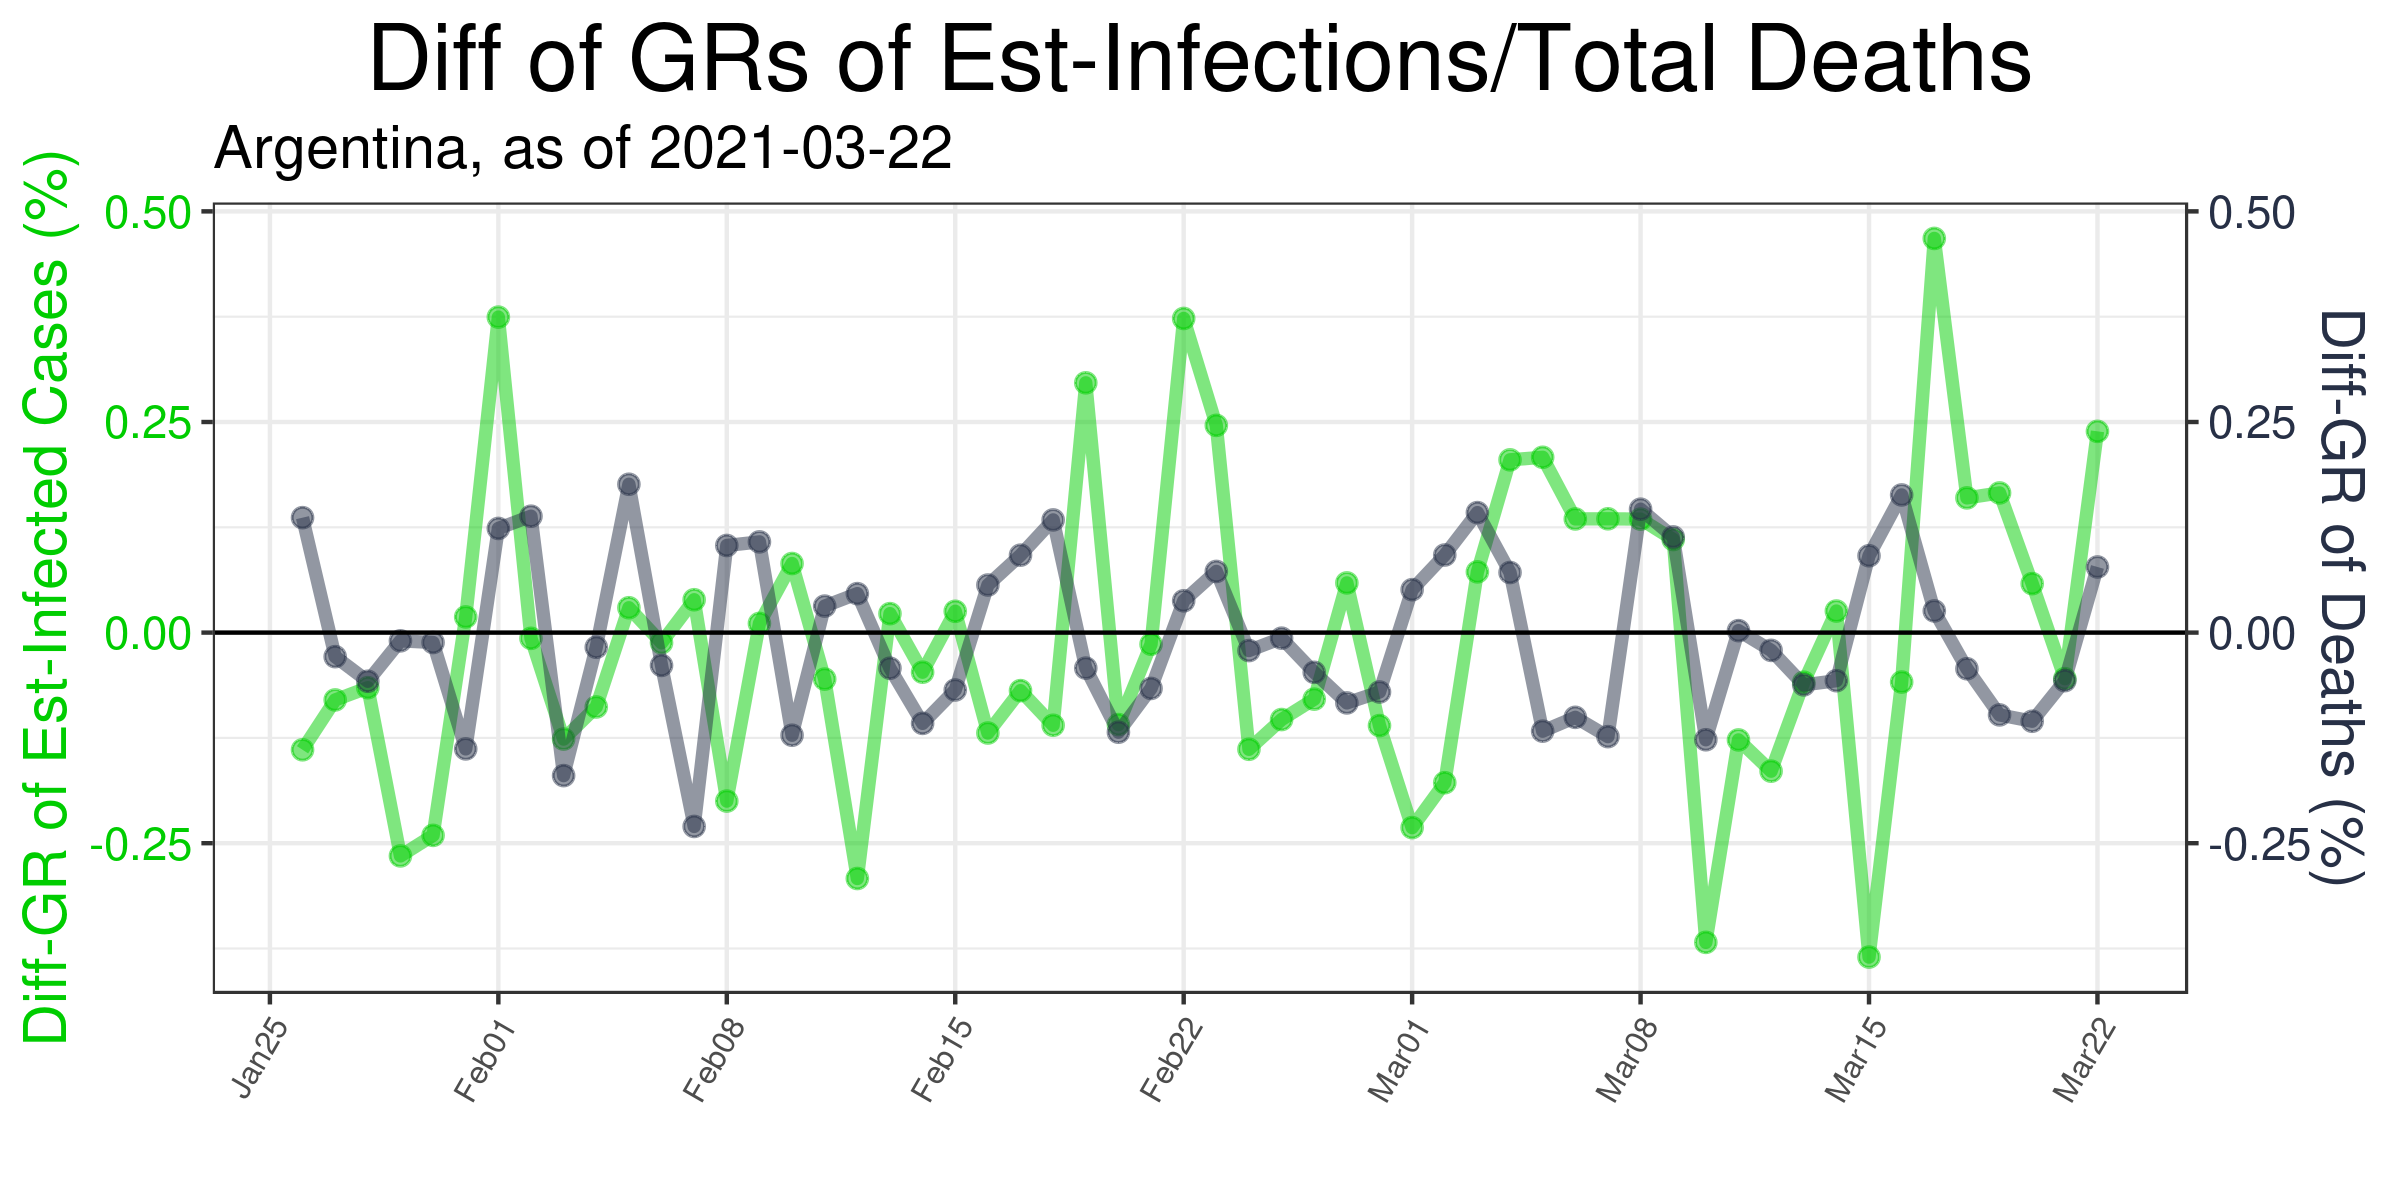 Diff of GRs of Est-Infections/Total Deaths
Argentina, as of 2021-03-22
Diff-GR of Est-Infected Cases (%)
0.50
0.25
0.00
-0.25
0.50
0.25
0.00
-0.25
Diff-GR of Deaths (%)
Jan25
Feb01
Feb08
Feb15
Feb22
Mar01
Mar08
Mar15
Mar22